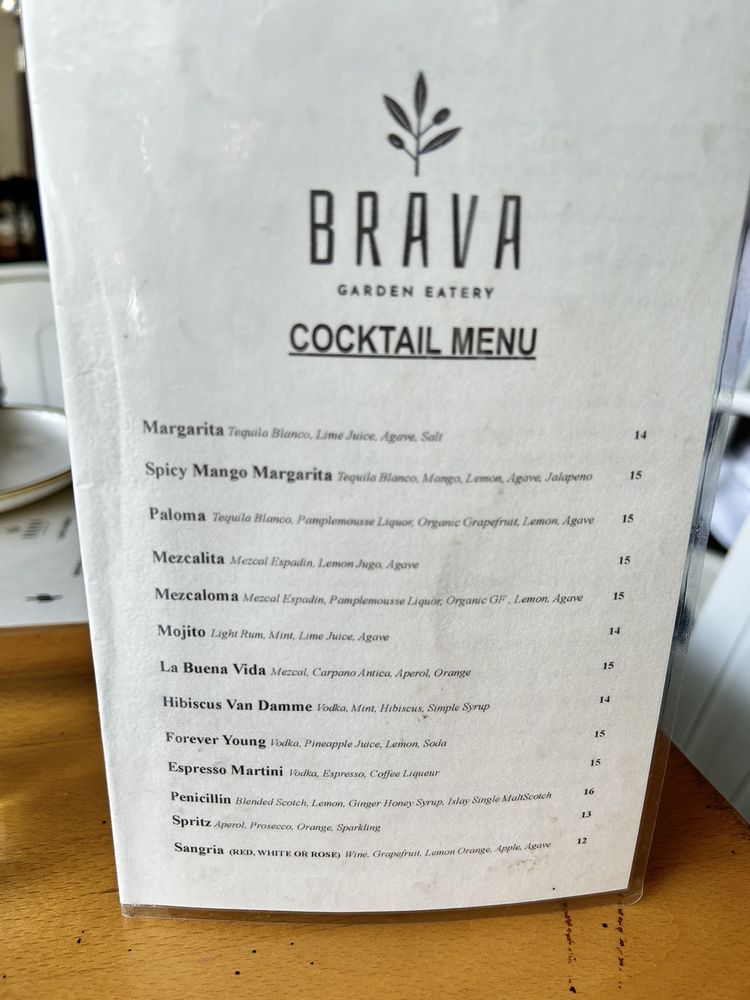 BRAVA
GARDEN EATERY
COCKTAIL MENU
Margarita Tequila Blanco, Lime Juice, Agave, Salt 14
Spicy Mango Margarita Tequila Blanco, Mango, Lemon, Agave, Jalapeno 15
Paloma Tequila Blanco, Pamplemousse Liquor, Organic Grapefruit, Lemon, Agave 15
Mezcalita Mezcal Espadin, Lemon Jugo, Agave 15
Mezcaloma Mezcal Espadin, Pamplemousse Liquor, Organic GF , Lemon, Agave 15
Mojito Light Rum, Mint, Lime Juice, Agave 14
La Buena Vida Mezcal, Carpano Antica, Aperol, Orange 15
Hibiscus Van Damme Vodka, Mint, Hibiscus, Simple Syrup 14
Forever Young Vodka, Pineapple Juice, Lemon, Soda 15
Espresso Martini Vodka, Espresso, Coffee Liqueur 15
Penicillin Blended Scotch, Lemon, Ginger Honey Syrup, Islay Single MaltScotch 16
Spritz Aperol, Prosecco, Orange, Sparkling 13
Sangria (RED, WHITE OR ROSE) Wine, Grapefruit, Lemon Orange, Apple, Agave 12